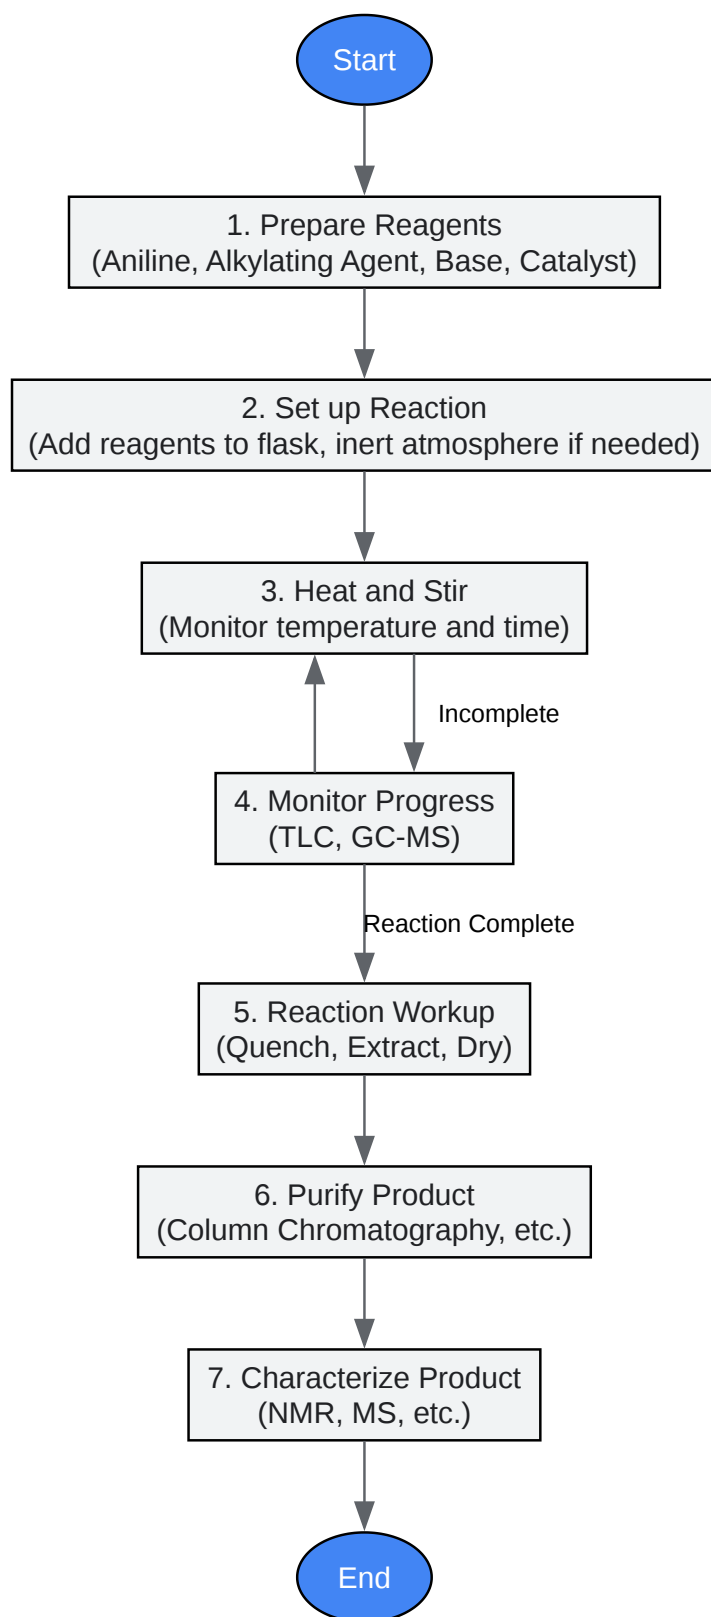 Start
1. Prepare Reagents
(Aniline, Alkylating Agent, Base, Catalyst)
2. Set up Reaction
(Add reagents to flask, inert atmosphere if needed)
3. Heat and Stir
(Monitor temperature and time)
Incomplete
4. Monitor Progress
(TLC, GC-MS)
Reaction Complete
5. Reaction Workup
(Quench, Extract, Dry)
6. Purify Product
(Column Chromatography, etc.)
7. Characterize Product
(NMR, MS, etc.)
End